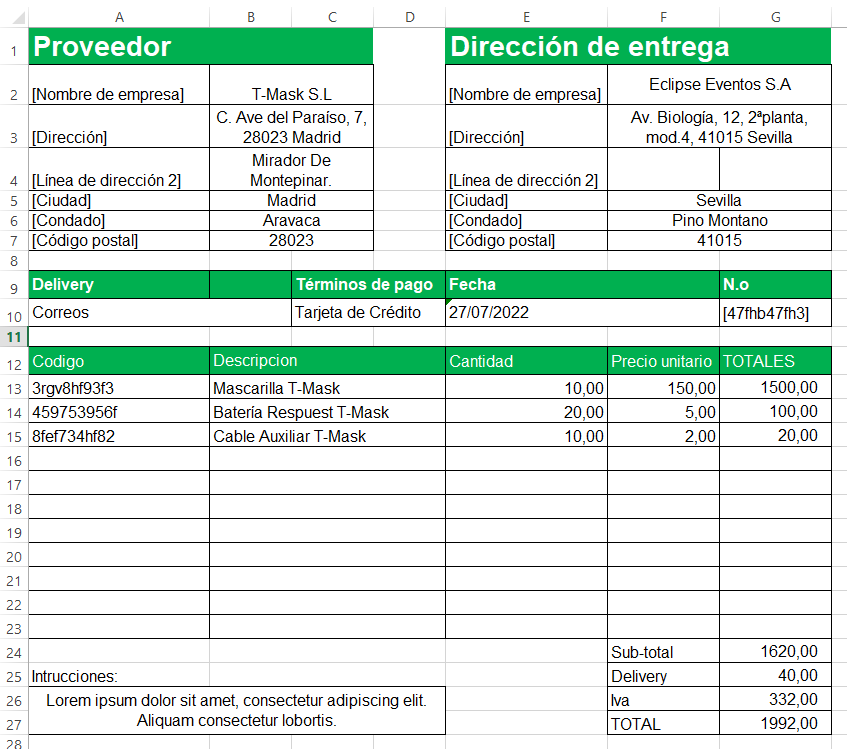 A B C D E F G
1 Proveedor Dirección de entrega
2 [Nombre de empresa] T-Mask S.L [Nombre de empresa] Eclipse Eventos S.A
3 [Dirección] C. Ave del Paraíso, 7, 28023 Madrid [Dirección] Av. Biología, 12, 2ªplanta, mod.4, 41015 Sevilla
4 [Línea de dirección 2] Mirador De Montepinar. [Línea de dirección 2]
5 [Ciudad] Madrid [Ciudad] Sevilla
6 [Condado] Aravaca [Condado] Pino Montano
7 [Código postal] 28023 [Código postal] 41015
8
9 Delivery Términos de pago Fecha N.o
10 Correos Tarjeta de Crédito 27/07/2022 [47fhb47fh3]
11
12 Codigo Descripcion Cantidad Precio unitario TOTALES
13 3rgv8hf93f3 Mascarilla T-Mask 10,00 150,00 1500,00
14 459753956f Batería Respuest T-Mask 20,00 5,00 100,00
15 8fef734hf82 Cable Auxiliar T-Mask 10,00 2,00 20,00
16
17
18
19
20
21
22
23
24 Sub-total 1620,00
25 Intrucciones: Delivery 40,00
26 Lorem ipsum dolor sit amet, consectetur adipiscing elit. Iva 332,00
27 Aliquam consectetur lobortis. TOTAL 1992,00
28